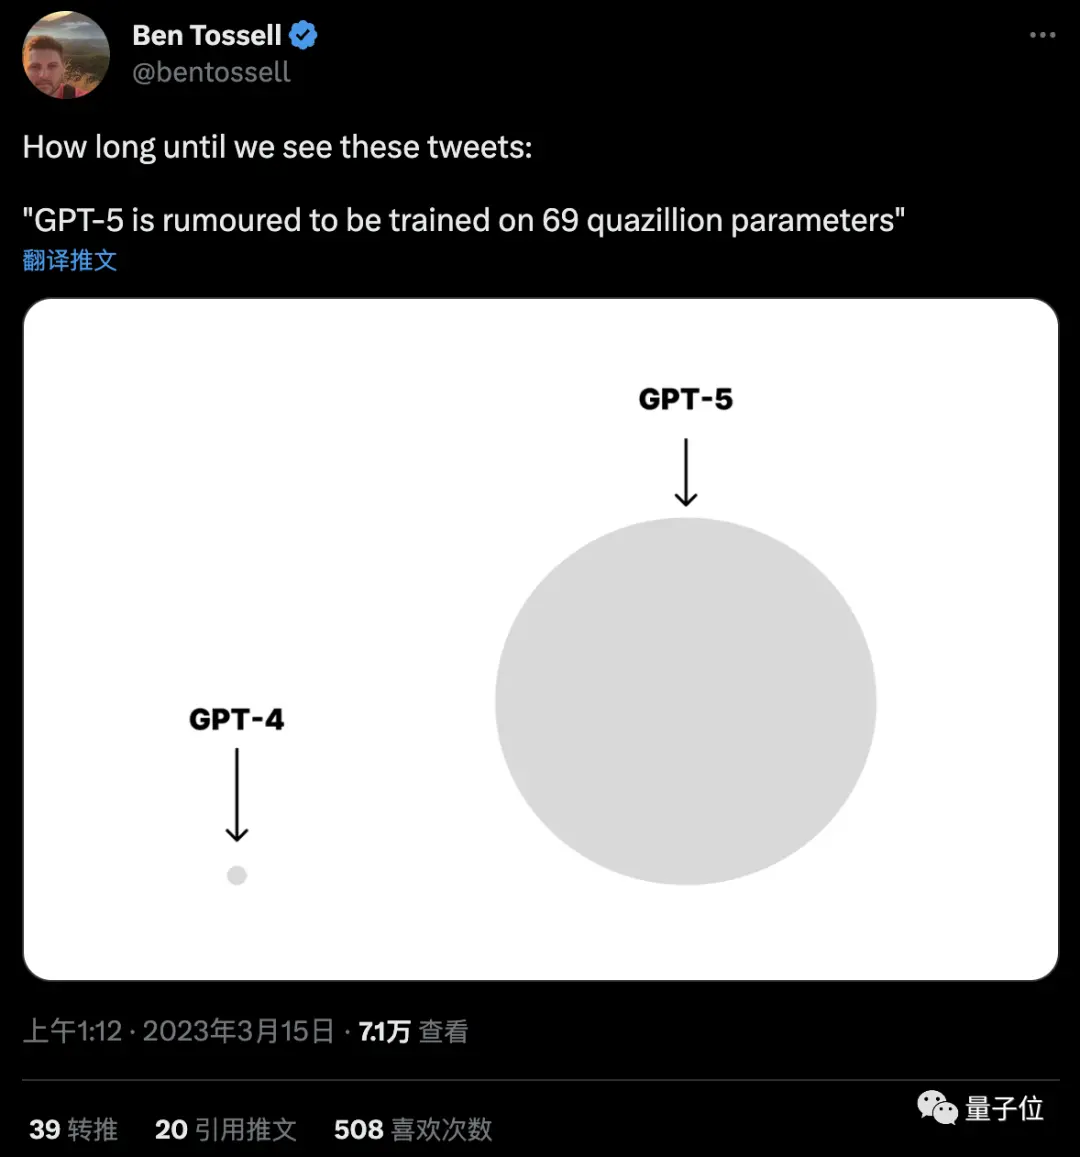 Ben Tossell
@bentossell
How long until we see these tweets:
"GPT-5 is rumoured to be trained on 69 quazillion parameters"
翻译推文
GPT-5
GPT-4
上午1:12 · 2023年3月15日 · 7.1万 查看
39 转推 20 引用推文 508 喜欢次数
量子位